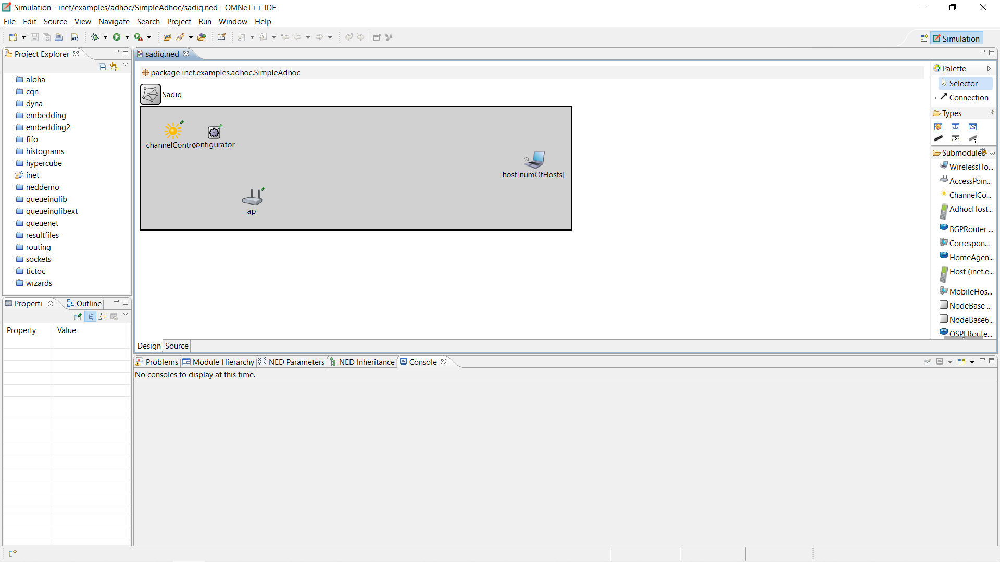 Simulation - inet/examples/adhoc/SimpleAdhoc/sadiq.ned - OMNeT++ IDE
File Edit Source View Navigate Search Project Run Window Help
Simulation
Project Explorer
aloha
cqn
dyna
embedding
embedding2
fifo
histograms
hypercube
inet
neddemo
queueinglib
queueinglibext
queuenet
resultfiles
routing
sockets
tictoc
wizards
Properti
Outline
Property Value
sadiq.ned
package inet.examples.adhoc.SimpleAdhoc
Sadiq
channelControl
configurator
host[numOfHosts]
ap
Design Source
Palette
Selector
Connection
Types
Submodules
WirelessHo...
AccessPoin...
ChannelCo...
AdhocHost...
BGPRouter ...
Correspon...
HomeAgen...
Host (inet.e...
MobileHos...
NodeBase ...
NodeBase6...
OSPFRoute...
Problems Module Hierarchy NED Parameters NED Inheritance Console
No consoles to display at this time.